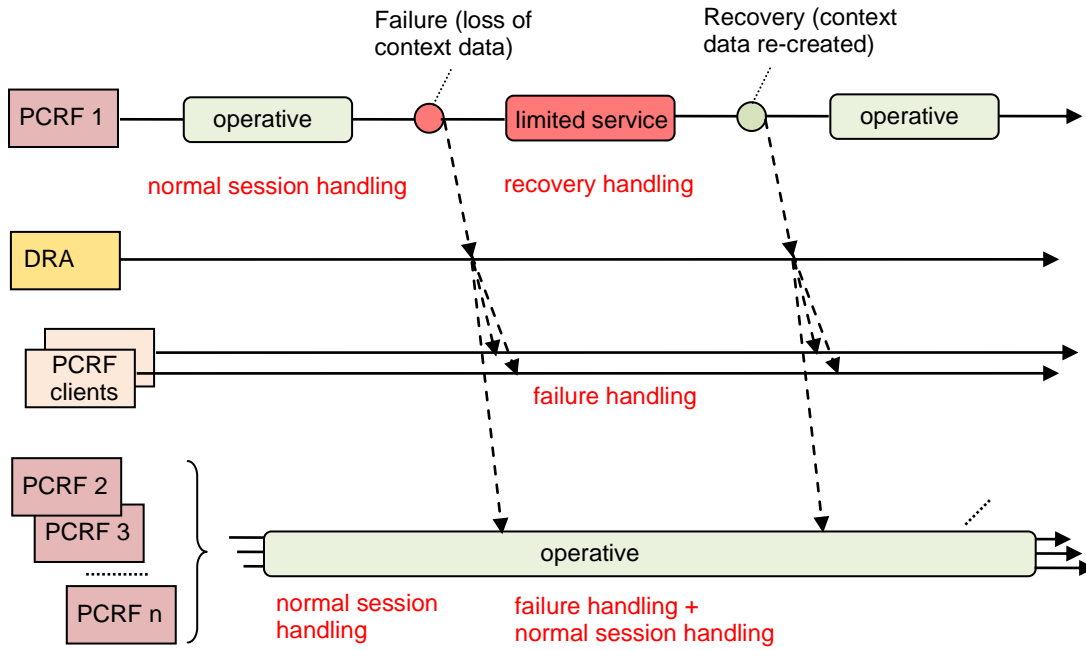 Failure (loss of
context data)
Recovery (context
data re-created)
PCRF 1
operative
limited service
operative
normal session handling
recovery handling
DRA
PCRF
clients
failure handling
PCRF 2
PCRF 3
PCRF n
operative
normal session
handling
failure handling +
normal session handling